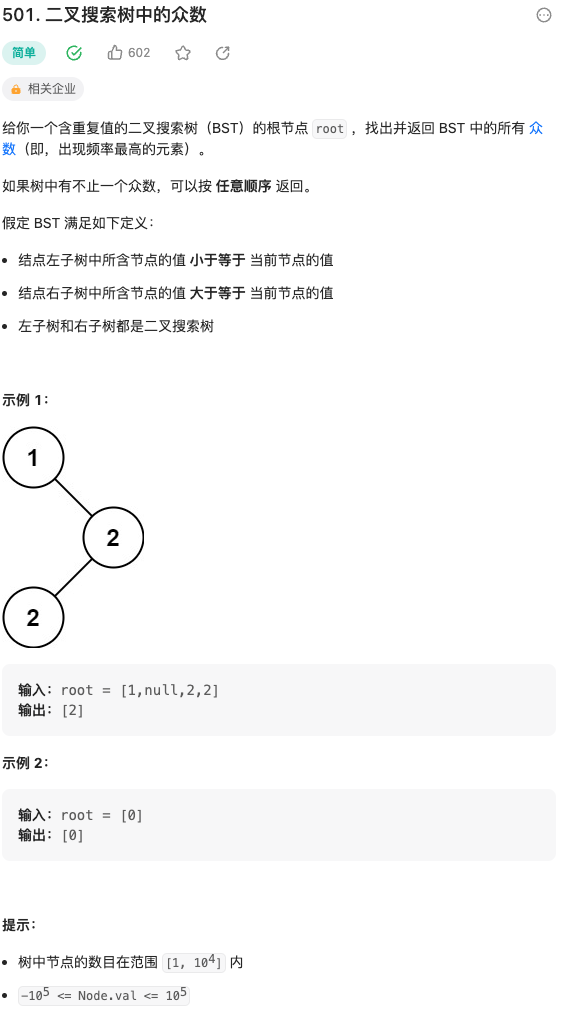 501. 二叉搜索树中的众数
简单
602
相关企业
给你一个含重复值的二叉搜索树（BST）的根节点 root ，找出并返回 BST 中的所有 众
数（即，出现频率最高的元素）。
如果树中有不止一个众数，可以按 任意顺序 返回。
假定 BST 满足如下定义：
• 结点左子树中所含节点的值 小于等于 当前节点的值
• 结点右子树中所含节点的值 大于等于 当前节点的值
• 左子树和右子树都是二叉搜索树
示例 1：
1
2
2
输入：root = [1,null,2,2]
输出：[2]
示例 2：
输入：root = [0]
输出：[0]
提示：
• 树中节点的数目在范围 [1, 10⁴] 内
• -10⁵ <= Node.val <= 10⁵